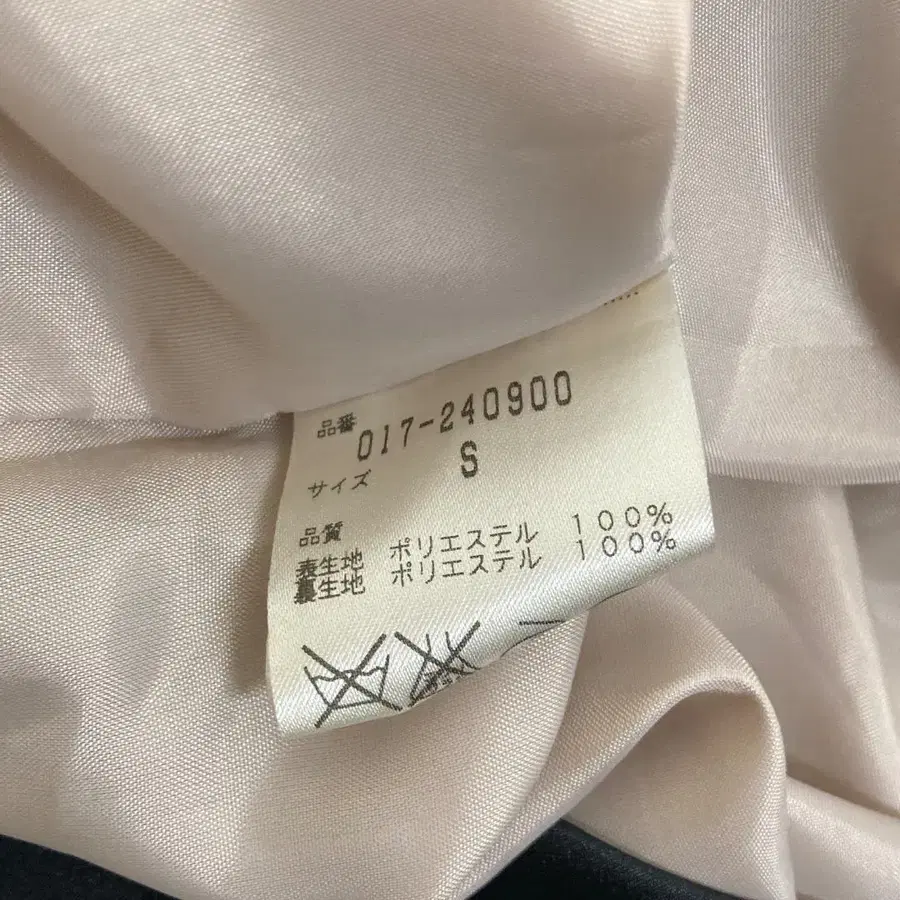 品番 017-240900
サイズ S
品質
表生地 ポリエステル 100%
裏生地 ポリエステル 100%